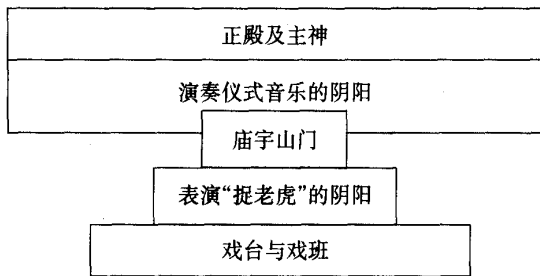 正殿及主神
演奏仪式音乐的阴阳
庙宇山门
表演“捉老虎”的阴阳
戏台与戏班